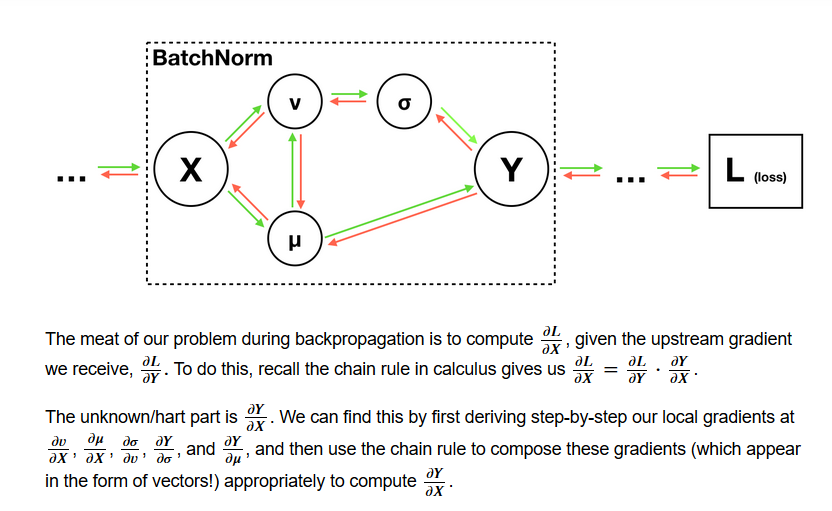 BatchNorm
v
σ
...
X
Y
...
L (loss)
μ
The meat of our problem during backpropagation is to compute ∂L/∂X, given the upstream gradient
we receive, ∂L/∂Y. To do this, recall the chain rule in calculus gives us ∂L/∂X = ∂L/∂Y · ∂Y/∂X.
The unknown/hart part is ∂Y/∂X. We can find this by first deriving step-by-step our local gradients at
∂υ/∂X, ∂μ/∂X, ∂σ/∂υ, ∂Y/∂σ, and ∂Y/∂μ, and then use the chain rule to compose these gradients (which appear
in the form of vectors!) appropriately to compute ∂Y/∂X.